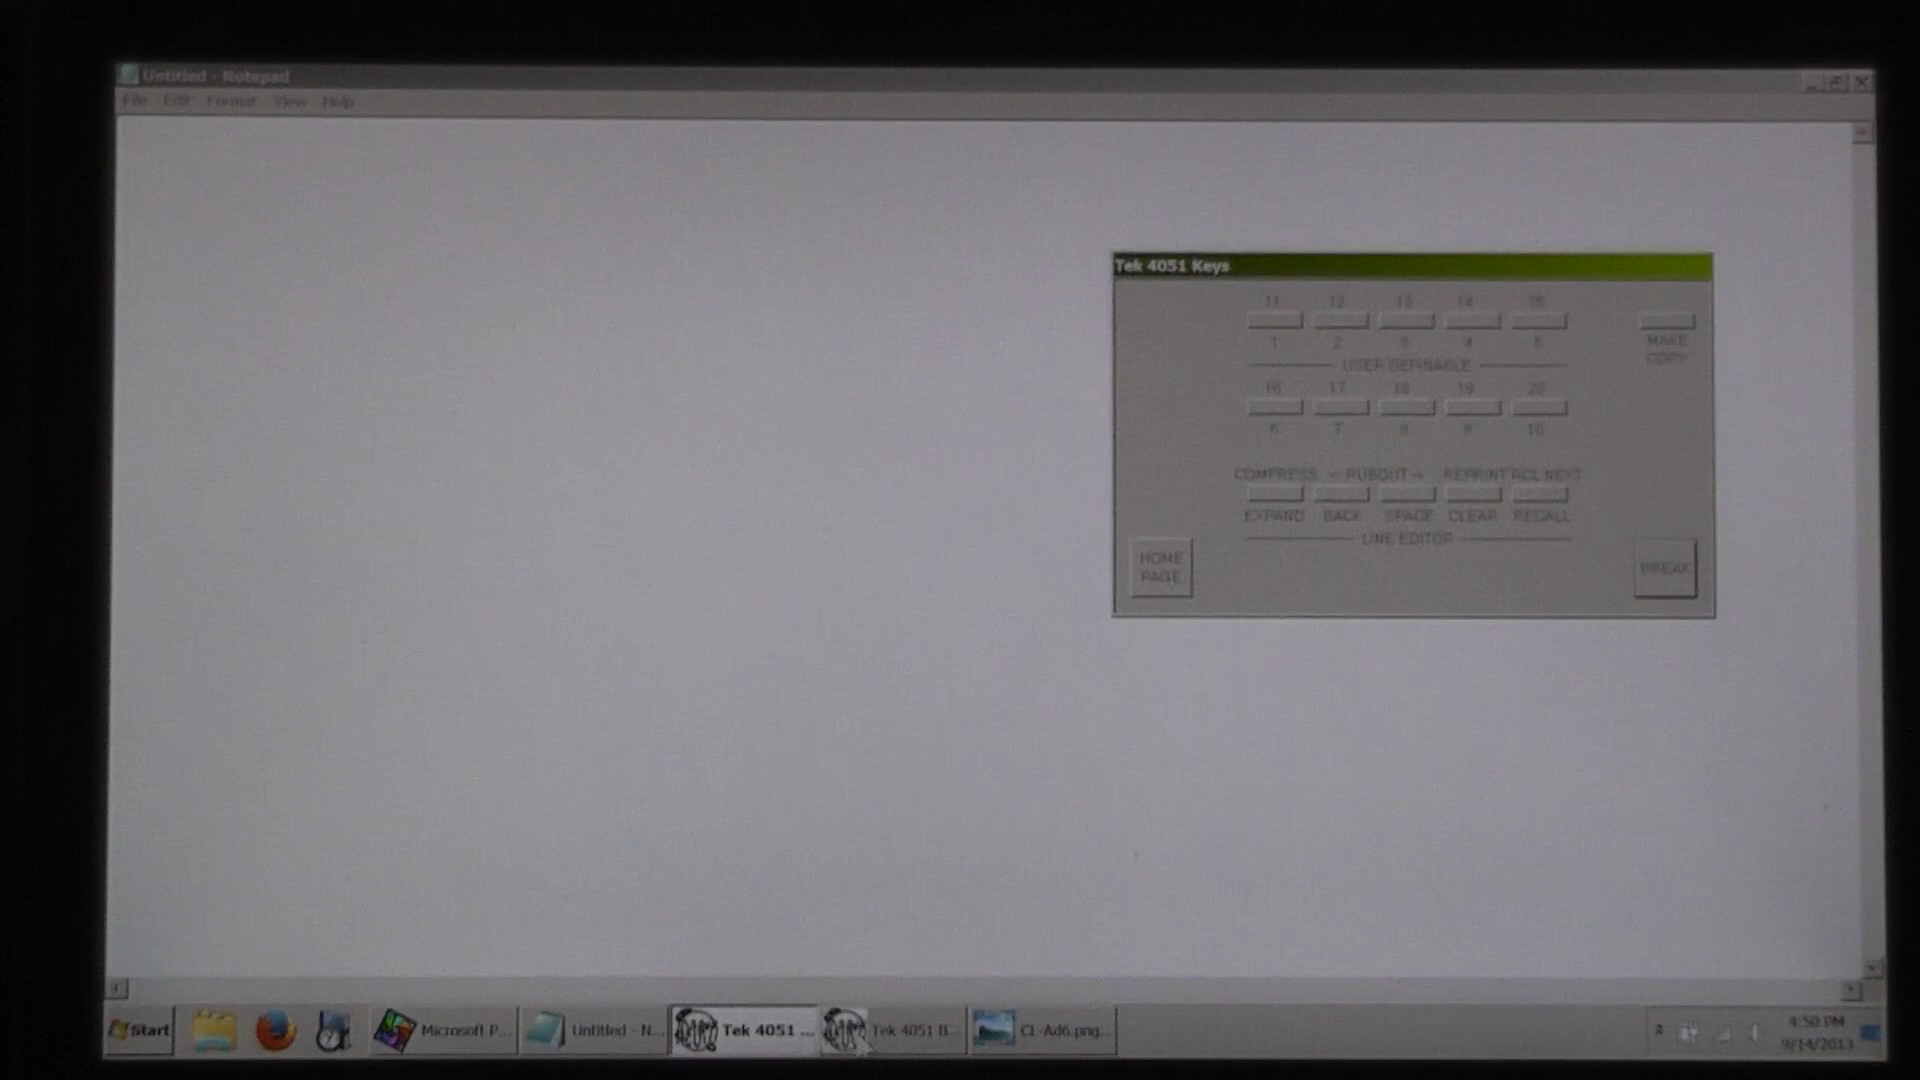 Untitled - Notepad
File Edit Format View Help
Tek 4051 Keys
11 12 13 14 15
1 2 3 4 5
MAKE
COPY
USER DEFINABLE
16 17 18 19 20
6 7 8 9 10
COMPRESS <-RUBOUT-> REPRINT RCL NEXT
EXPAND BACK SPACE CLEAR RECALL
LINE EDITOR
HOME
PAGE
BREAK
Start Microsoft P... Untitled - N... Tek 4051 ... Tek 4051 B... CL-Ad6.png...
4:50 PM
9/14/2013